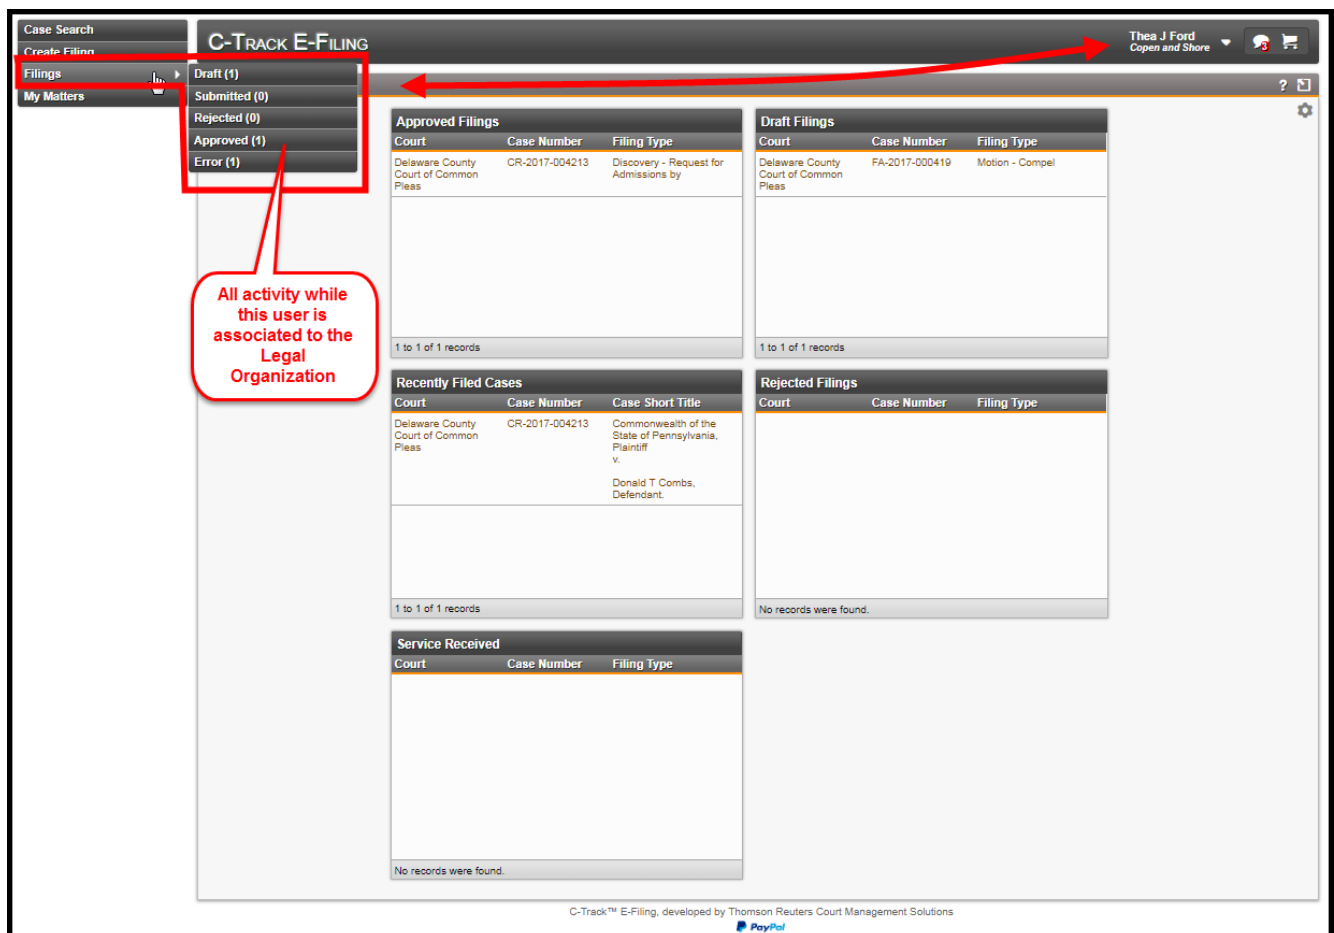 Case Search
Create Filing
Filings
My Matters
C-Track E-Filing
Thea J Ford
Copen and Shore
3
?
Draft (1)
Submitted (0)
Rejected (0)
Approved (1)
Error (1)
All activity while
this user is
associated to the
Legal
Organization
Approved Filings
Court Case Number Filing Type
Delaware County CR-2017-004213 Discovery - Request for
Court of Common Admissions by
Pleas
1 to 1 of 1 records
Draft Filings
Court Case Number Filing Type
Delaware County FA-2017-000419 Motion - Compel
Court of Common
Pleas
1 to 1 of 1 records
Recently Filed Cases
Court Case Number Case Short Title
Delaware County CR-2017-004213 Commonwealth of the
Court of Common State of Pennsylvania,
Pleas Plaintiff
v.
Donald T Combs,
Defendant.
1 to 1 of 1 records
Rejected Filings
Court Case Number Filing Type
No records were found.
Service Received
Court Case Number Filing Type
No records were found.
C-Track™ E-Filing, developed by Thomson Reuters Court Management Solutions
PayPal